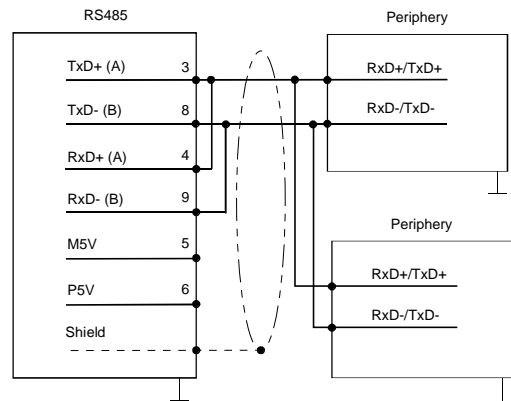 RS485
TxD+ (A) 3
TxD- (B) 8
RxD+ (A) 4
RxD- (B) 9
M5V 5
P5V 6
Shield
Periphery
RxD+/TxD+
RxD-/TxD-
Periphery
RxD+/TxD+
RxD-/TxD-